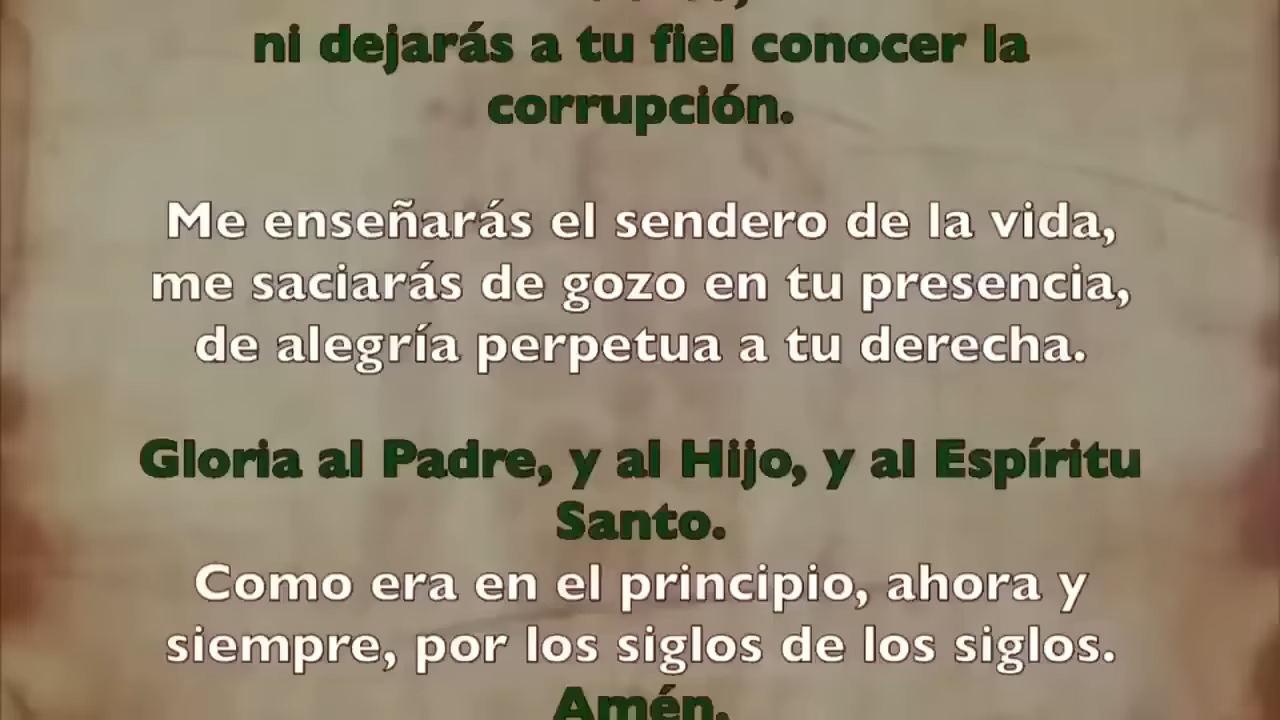 ni dejarás a tu fiel conocer la
corrupción.
Me enseñarás el sendero de la vida,
me saciarás de gozo en tu presencia,
de alegría perpetua a tu derecha.
Gloria al Padre, y al Hijo, y al Espíritu
Santo.
Como era en el principio, ahora y
siempre, por los siglos de los siglos.
Amén.